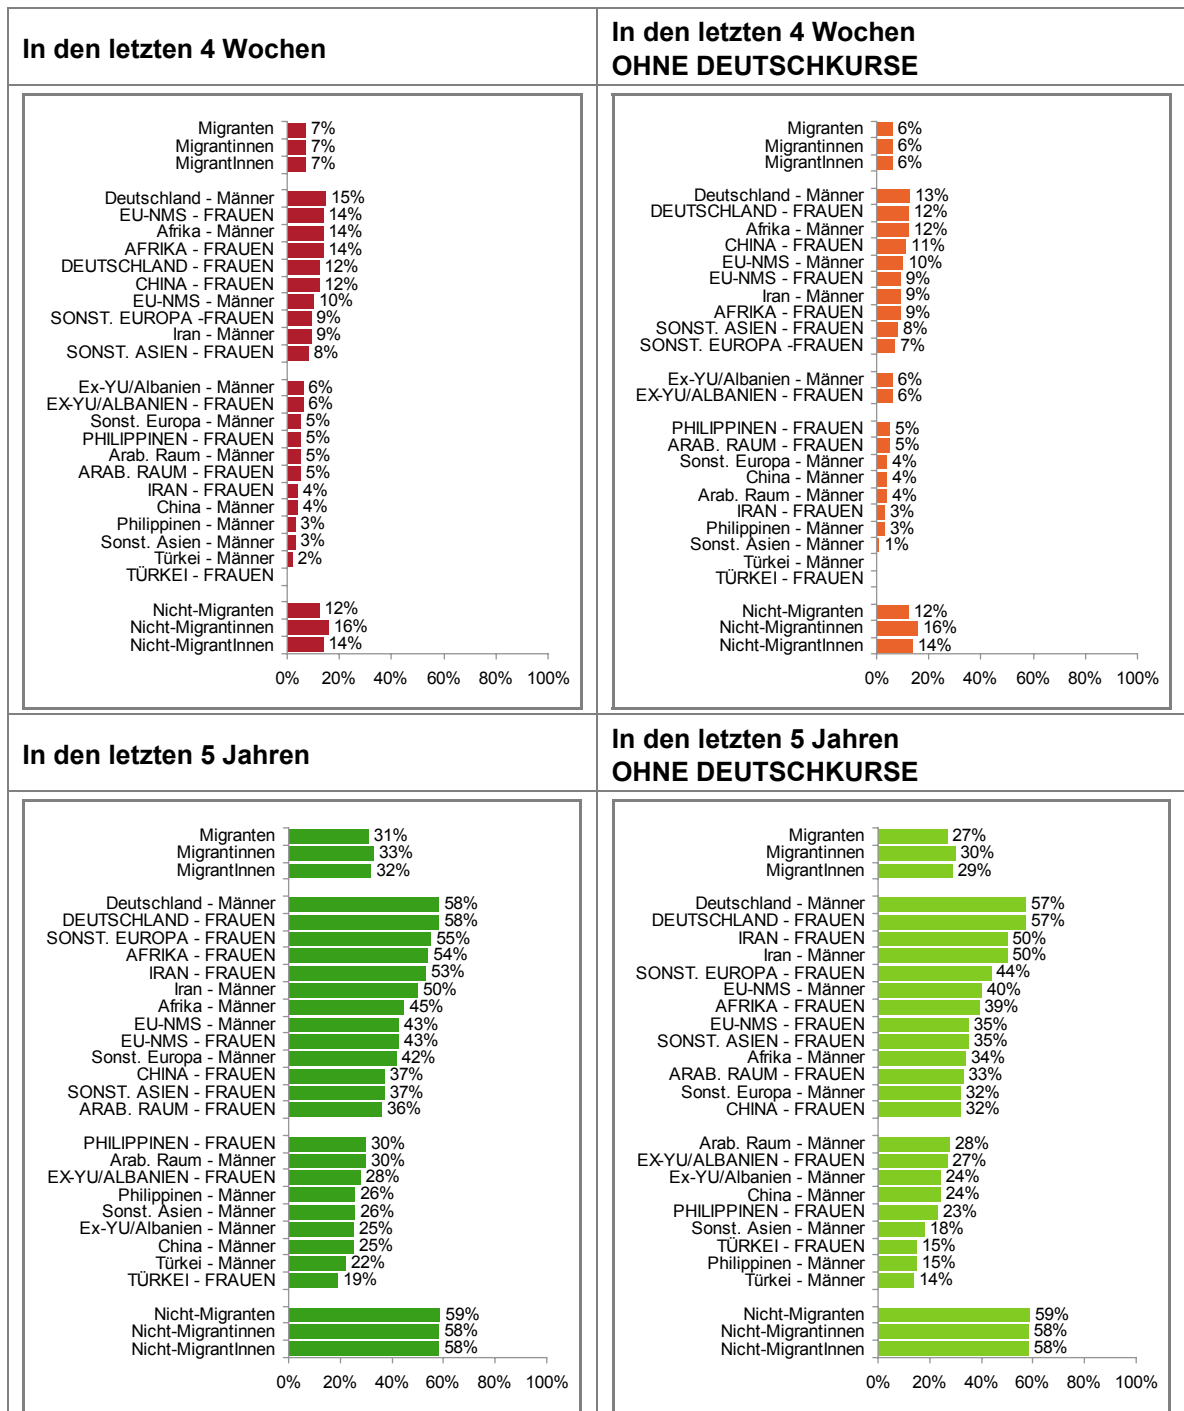 In den letzten 4 Wochen
Migranten 7%
Migrantinnen 7%
MigrantInnen 7%
Deutschland - Männer 15%
EU-NMS - FRAUEN 14%
Afrika - Männer 14%
AFRIKA - FRAUEN 14%
DEUTSCHLAND - FRAUEN 12%
CHINA - FRAUEN 12%
EU-NMS - Männer 10%
SONST. EUROPA -FRAUEN 9%
Iran - Männer 9%
SONST. ASIEN - FRAUEN 8%
Ex-YU/Albanien - Männer 6%
EX-YU/ALBANIEN - FRAUEN 6%
Sonst. Europa - Männer 5%
PHILIPPINEN - FRAUEN 5%
Arab. Raum - Männer 5%
ARAB. RAUM - FRAUEN 5%
IRAN - FRAUEN 4%
China - Männer 4%
Philippinen - Männer 3%
Sonst. Asien - Männer 3%
Türkei - Männer 2%
TÜRKEI - FRAUEN
Nicht-Migranten 12%
Nicht-Migrantinnen 16%
Nicht-MigrantInnen 14%
0% 20% 40% 60% 80% 100%
In den letzten 4 Wochen
OHNE DEUTSCHKURSE
Migranten 6%
Migrantinnen 6%
MigrantInnen 6%
Deutschland - Männer 13%
DEUTSCHLAND - FRAUEN 12%
Afrika - Männer 12%
CHINA - FRAUEN 11%
EU-NMS - Männer 10%
EU-NMS - FRAUEN 9%
Iran - Männer 9%
AFRIKA - FRAUEN 9%
SONST. ASIEN - FRAUEN 8%
SONST. EUROPA -FRAUEN 7%
Ex-YU/Albanien - Männer 6%
EX-YU/ALBANIEN - FRAUEN 6%
PHILIPPINEN - FRAUEN 5%
ARAB. RAUM - FRAUEN 5%
Sonst. Europa - Männer 4%
China - Männer 4%
Arab. Raum - Männer 4%
IRAN - FRAUEN 3%
Philippinen - Männer 3%
Sonst. Asien - Männer 1%
Türkei - Männer
TÜRKEI - FRAUEN
Nicht-Migranten 12%
Nicht-Migrantinnen 16%
Nicht-MigrantInnen 14%
0% 20% 40% 60% 80% 100%
In den letzten 5 Jahren
Migranten 31%
Migrantinnen 33%
MigrantInnen 32%
Deutschland - Männer 58%
DEUTSCHLAND - FRAUEN 58%
SONST. EUROPA - FRAUEN 55%
AFRIKA - FRAUEN 54%
IRAN - FRAUEN 53%
Iran - Männer 50%
Afrika - Männer 45%
EU-NMS - Männer 43%
EU-NMS - FRAUEN 43%
Sonst. Europa - Männer 42%
CHINA - FRAUEN 37%
SONST. ASIEN - FRAUEN 37%
ARAB. RAUM - FRAUEN 36%
PHILIPPINEN - FRAUEN 30%
Arab. Raum - Männer 30%
EX-YU/ALBANIEN - FRAUEN 28%
Philippinen - Männer 26%
Sonst. Asien - Männer 26%
Ex-YU/Albanien - Männer 25%
China - Männer 25%
Türkei - Männer 22%
TÜRKEI - FRAUEN 19%
Nicht-Migranten 59%
Nicht-Migrantinnen 58%
Nicht-MigrantInnen 58%
0% 20% 40% 60% 80% 100%
In den letzten 5 Jahren
OHNE DEUTSCHKURSE
Migranten 27%
Migrantinnen 30%
MigrantInnen 29%
Deutschland - Männer 57%
DEUTSCHLAND - FRAUEN 57%
IRAN - FRAUEN 50%
Iran - Männer 50%
SONST. EUROPA - FRAUEN 44%
EU-NMS - Männer 40%
AFRIKA - FRAUEN 39%
EU-NMS - FRAUEN 35%
SONST. ASIEN - FRAUEN 35%
Afrika - Männer 34%
ARAB. RAUM - FRAUEN 33%
Sonst. Europa - Männer 32%
CHINA - FRAUEN 32%
Arab. Raum - Männer 28%
EX-YU/ALBANIEN - FRAUEN 27%
Ex-YU/Albanien - Männer 24%
China - Männer 24%
PHILIPPINEN - FRAUEN 23%
Sonst. Asien - Männer 18%
TÜRKEI - FRAUEN 15%
Philippinen - Männer 15%
Türkei - Männer 14%
Nicht-Migranten 59%
Nicht-Migrantinnen 58%
Nicht-MigrantInnen 58%
0% 20% 40% 60% 80% 100%